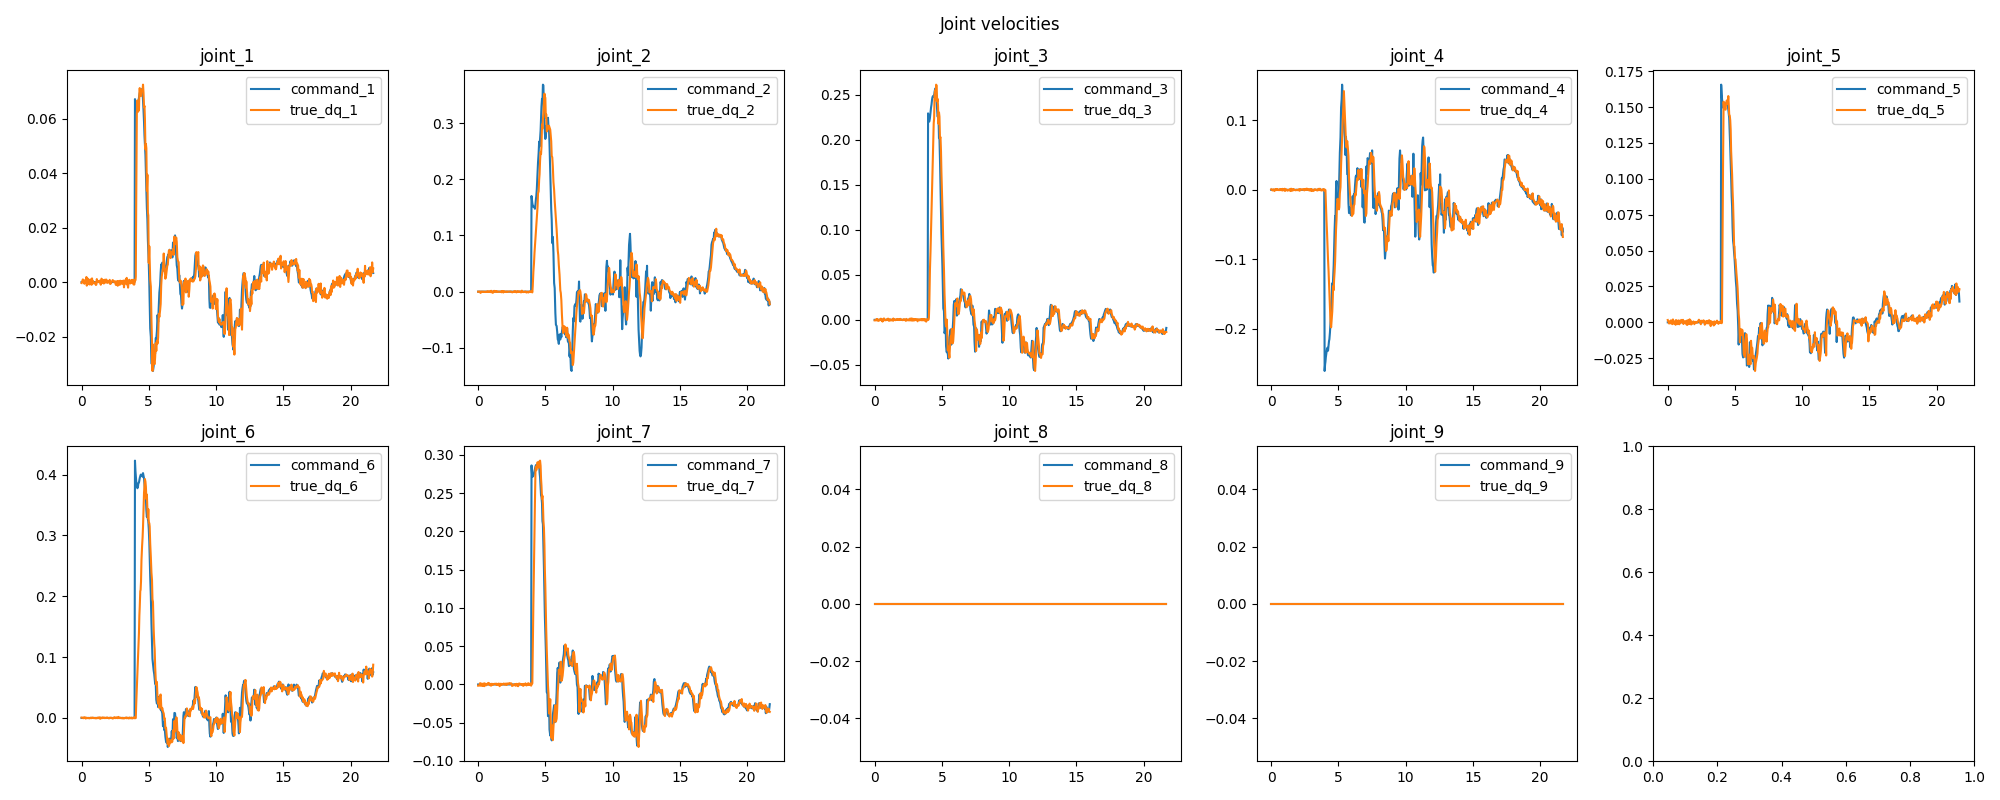 Joint velocities
joint_1
command_1
true_dq_1
0.06
0.04
0.02
0.00
−0.02
0 5 10 15 20
joint_2
command_2
true_dq_2
0.3
0.2
0.1
0.0
−0.1
0 5 10 15 20
joint_3
command_3
true_dq_3
0.25
0.20
0.15
0.10
0.05
0.00
−0.05
0 5 10 15 20
joint_4
command_4
true_dq_4
0.1
0.0
−0.1
−0.2
0 5 10 15 20
joint_5
command_5
true_dq_5
0.175
0.150
0.125
0.100
0.075
0.050
0.025
0.000
−0.025
0 5 10 15 20
joint_6
command_6
true_dq_6
0.4
0.3
0.2
0.1
0.0
0 5 10 15 20
joint_7
command_7
true_dq_7
0.30
0.25
0.20
0.15
0.10
0.05
0.00
−0.05
−0.10
0 5 10 15 20
joint_8
command_8
true_dq_8
0.04
0.02
0.00
−0.02
−0.04
0 5 10 15 20
joint_9
command_9
true_dq_9
0.04
0.02
0.00
−0.02
−0.04
0 5 10 15 20
1.0
0.8
0.6
0.4
0.2
0.0
0.0 0.2 0.4 0.6 0.8 1.0